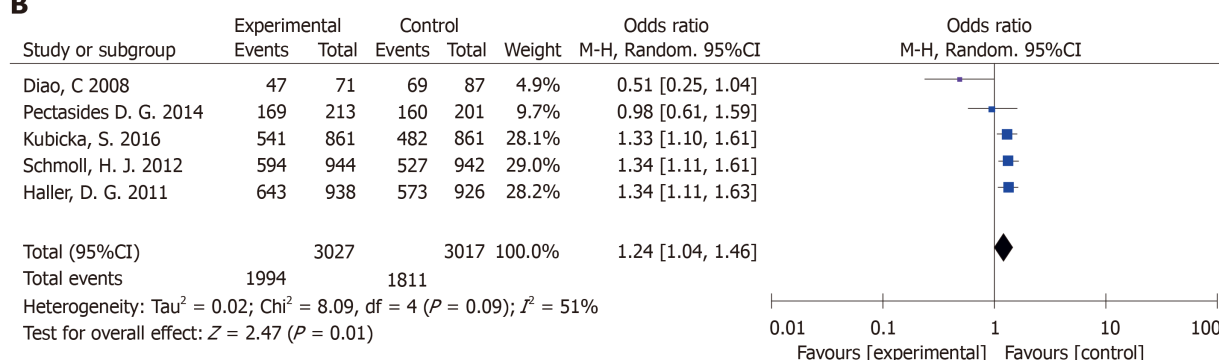 B
Experimental Control Odds ratio Odds ratio
Study or subgroup Events Total Events Total Weight M-H, Random. 95%CI M-H, Random. 95%CI
Diao, C 2008 47 71 69 87 4.9% 0.51 [0.25, 1.04]
Pectasides D. G. 2014 169 213 160 201 9.7% 0.98 [0.61, 1.59]
Kubicka, S. 2016 541 861 482 861 28.1% 1.33 [1.10, 1.61]
Schmoll, H. J. 2012 594 944 527 942 29.0% 1.34 [1.11, 1.61]
Haller, D. G. 2011 643 938 573 926 28.2% 1.34 [1.11, 1.63]
Total (95%CI) 3027 3017 100.0% 1.24 [1.04, 1.46]
Total events 1994 1811
Heterogeneity: Tau² = 0.02; Chi² = 8.09, df = 4 (P = 0.09); I² = 51%
Test for overall effect: Z = 2.47 (P = 0.01)
0.01 0.1 1 10 100
Favours [experimental] Favours [control]